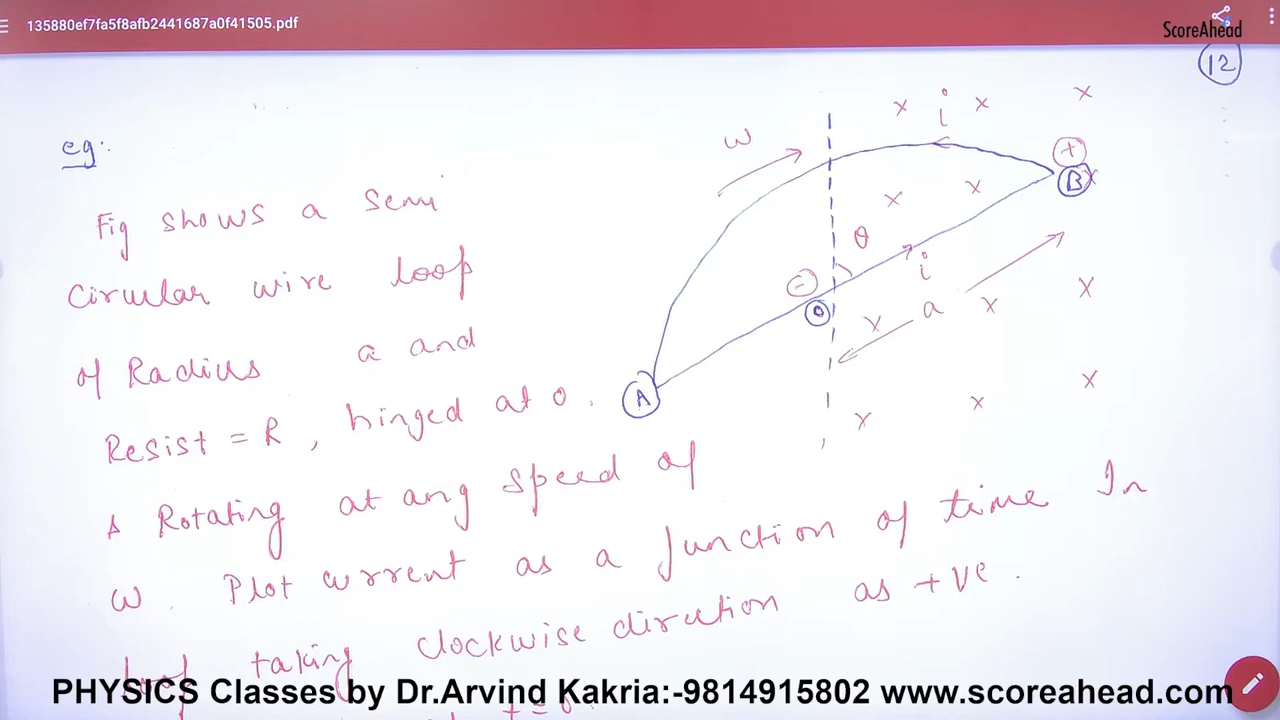 135880ef7fa5f8afb2441687a0f41505.pdf
ScoreAhead
12
eg:
Fig shows a semi
circular wire loop
of Radius a and
Resist = R, hinged at O.
& Rotating at ang speed of
ω. Plot current as a function of time In
loop taking clockwise direction as +ve.
t=0.
ω
x i x x
+
B x
x x
θ
-
O
i
x a x x
A
x x x
PHYSICS Classes by Dr.Arvind Kakria:-9814915802 www.scoreahead.com